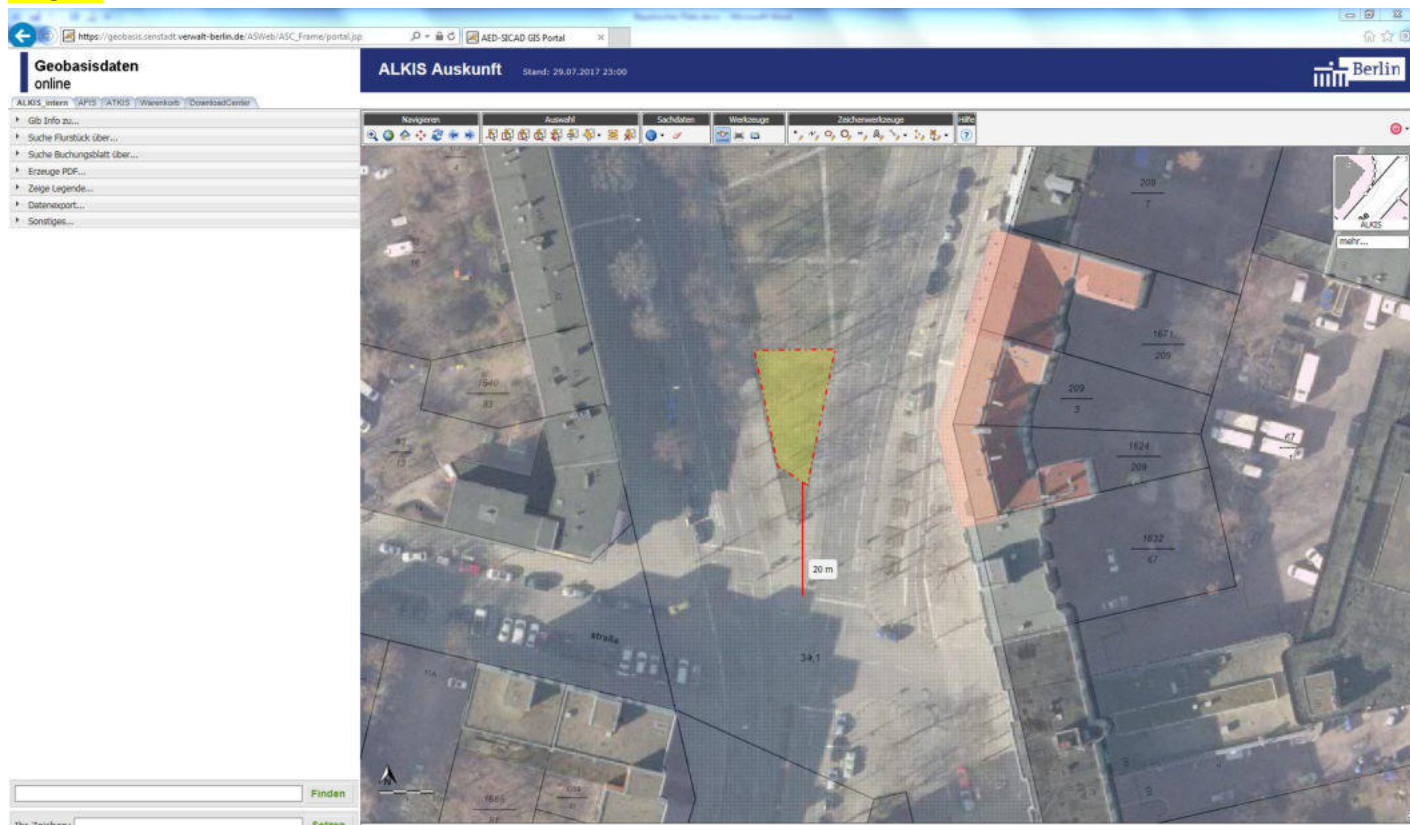 https://geobasis.senstadt.verwalt-berlin.de/ASWeb/ASC_Frame/portal.jsp
AED-SICAD GIS Portal
Geobasisdaten
online
ALKIS Auskunft Stand: 29.07.2017 23:00
Berlin
ALKIS_intern AFIS ATKIS Warenkorb DownloadCenter
Gib Info zu...
Suche Flurstück über...
Suche Buchungsblatt über...
Erzeuge PDF...
Zeige Legende...
Datenexport...
Sonstiges...
Navigieren Auswahl Sachdaten Werkzeuge Zeichenwerkzeuge Hilfe
ALKIS
mehr...
209
7
1671
209
209
3
1640
83
1624
209
67
1
1632
67
20 m
straße
34,1
N
Finden